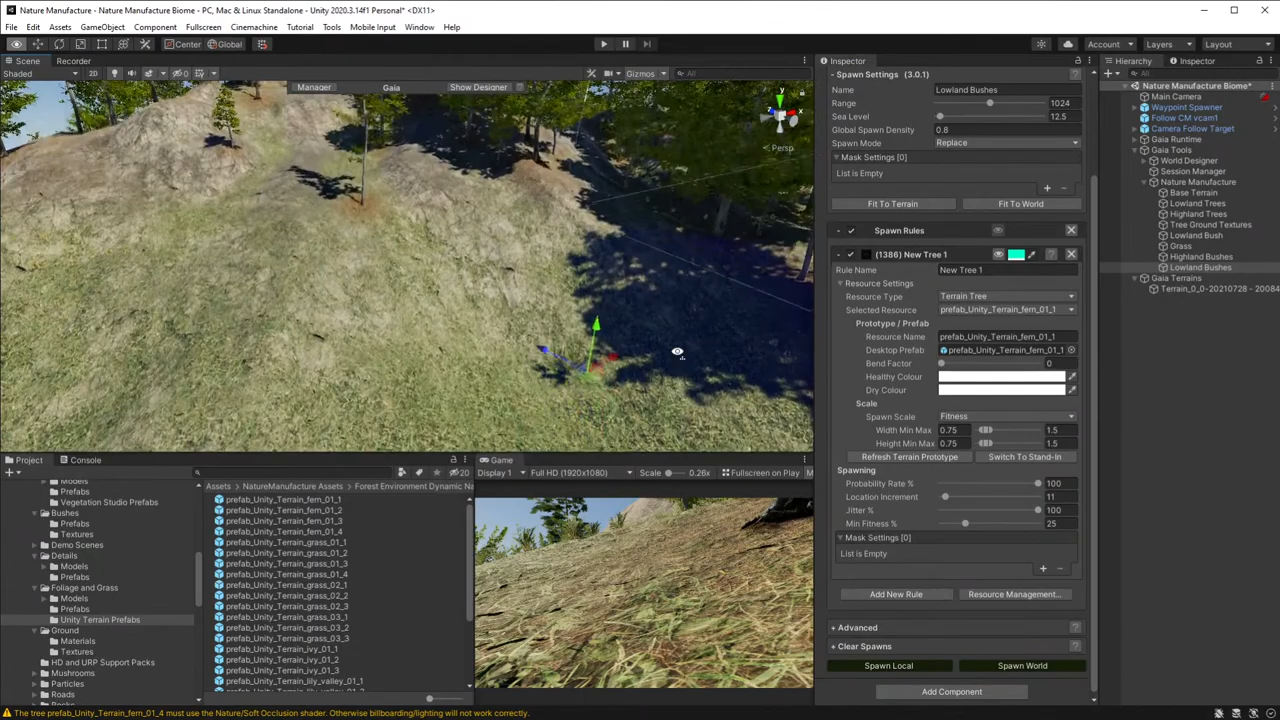 Nature Manufacture - Nature Manufacture Biome - PC, Mac & Linux Standalone - Unity 2020.3.14f1 Personal* <DX11>
File Edit Assets GameObject Component Fullscreen Cinemachine Tutorial Tools Mobile Input Window Help
Center Global Account Layers Layout
Scene Recorder
Shaded 2D Gizmos All
Manager Gaia Show Designer
y
x
z
Persp
Inspector
- Spawn Settings (3.0.1)
Name Lowland Bushes
Range 1024
Sea Level 12.5
Global Spawn Density 0.8
Spawn Mode Replace
Mask Settings [0]
List is Empty
Fit To Terrain Fit To World
- Spawn Rules
- (1386) New Tree 1
Rule Name New Tree 1
Resource Settings
Resource Type Terrain Tree
Selected Resource prefab_Unity_Terrain_fern_01_1
Prototype / Prefab
Resource Name prefab_Unity_Terrain_fern_01_1
Desktop Prefab prefab_Unity_Terrain_fern_01_1
Bend Factor 0
Healthy Colour
Dry Colour
Scale
Spawn Scale Fitness
Width Min Max 0.75 1.5
Height Min Max 0.75 1.5
Refresh Terrain Prototype Switch To Stand-In
Spawning
Probability Rate 100
Location Increment 11
Jitter % 100
Min Fitness % 25
Mask Settings [0]
List is Empty
Add New Rule Resource Management...
+ Advanced
+ Clear Spawns
Spawn Local Spawn World
Add Component
Hierarchy Inspector
All
Nature Manufacture Biome*
Main Camera
Waypoint Spawner
Follow CM vcam1
Camera Follow Target
Gaia Runtime
Gaia Tools
World Designer
Session Manager
Nature Manufacture
Base Terrain
Lowland Trees
Highland Trees
Tree Ground Textures
Lowland Bush
Grass
Highland Bushes
Lowland Bushes
Gaia Terrains
Terrain_0_0-20210728 - 20084
Project Console
20
Models
Prefabs
Vegetation Studio Prefabs
Bushes
Prefabs
Textures
Demo Scenes
Details
Models
Prefabs
Foliage and Grass
Models
Prefabs
Unity Terrain Prefabs
Ground
Materials
Textures
HD and URP Support Packs
Mushrooms
Particles
Roads
Assets > NatureManufacture Assets > Forest Environment Dynamic Na
prefab_Unity_Terrain_fern_01_1
prefab_Unity_Terrain_fern_01_2
prefab_Unity_Terrain_fern_01_3
prefab_Unity_Terrain_fern_01_4
prefab_Unity_Terrain_grass_01_1
prefab_Unity_Terrain_grass_01_2
prefab_Unity_Terrain_grass_01_3
prefab_Unity_Terrain_grass_01_4
prefab_Unity_Terrain_grass_02_1
prefab_Unity_Terrain_grass_02_2
prefab_Unity_Terrain_grass_02_3
prefab_Unity_Terrain_grass_03_1
prefab_Unity_Terrain_grass_03_2
prefab_Unity_Terrain_grass_03_3
prefab_Unity_Terrain_ivy_01_1
prefab_Unity_Terrain_ivy_01_2
prefab_Unity_Terrain_ivy_01_3
prefab_Unity_Terrain_lily_valley_01_1
Game
Display 1 Full HD (1920x1080) Scale 0.26x Fullscreen on Play M
The tree prefab_Unity_Terrain_fern_01_4 must use the Nature/Soft Occlusion shader. Otherwise billboarding/lighting will not work correctly.